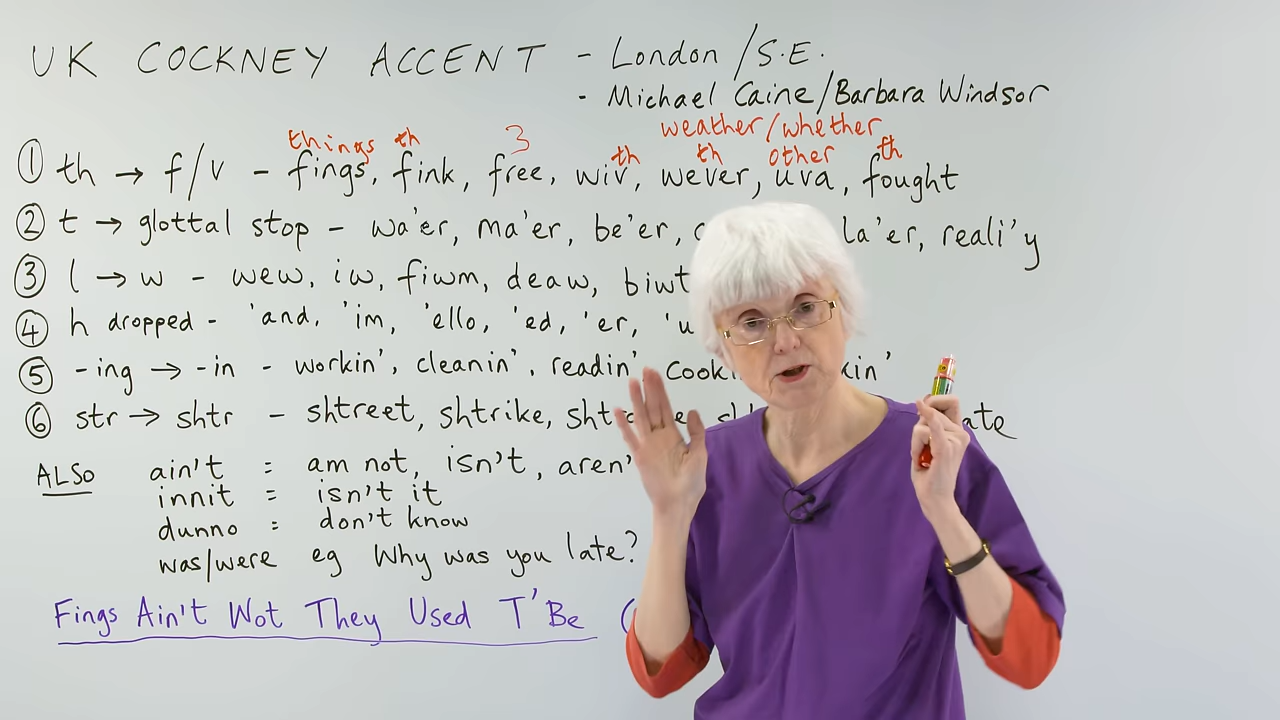 UK COCKNEY ACCENT - London/S.E.
- Michael Caine/Barbara Windsor
things th 3 th weather/whether th other th
① th → f/v - fings, fink, free, wiv, wever, uva, fought
② t → glottal stop - wa'er, ma'er, be'er, la'er, reali'y
③ l → w - wew, iw, fiwm, deaw, biwt
④ h dropped - 'and, 'im, 'ello, 'ed, 'er,
⑤ -ing → -in - workin', cleanin', readin'
⑥ str → shtr - shtreet, shtrike,
ALSO ain't = am not, isn't, aren'
innit = isn't it
dunno = don't know
was/were eg Why was you late?
Fings Ain't Wot They Used T'Be (